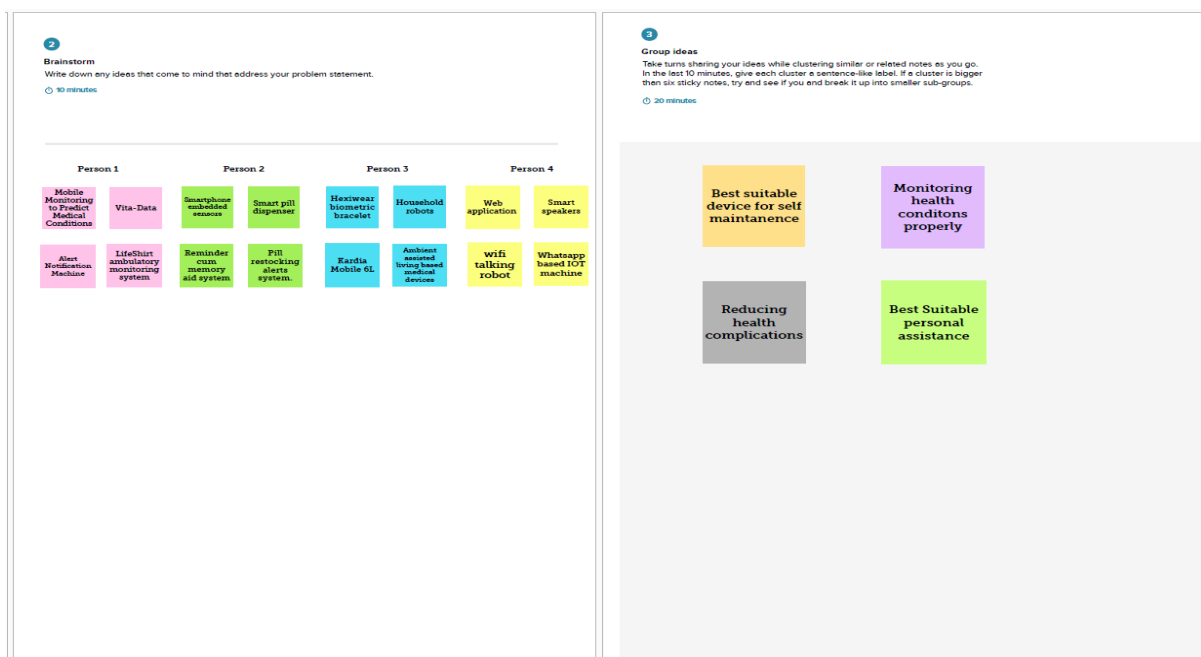 2
Brainstorm
Write down any ideas that come to mind that address your problem statement.
10 minutes
Person 1
Person 2
Person 3
Person 4
Mobile
Monitoring
to Predict
Medical
Conditions
Vita-Data
Smartphone
embedded
sensors
Smart pill
dispenser
Hexiwear
biometric
bracelet
Household
robots
Web
application
Smart
speakers
Alert
Notification
Machine
LifeShirt
ambulatory
monitoring
system
Reminder
cum
memory
aid system
Pill
restocking
alerts
system.
Kardia
Mobile 6L
Ambient
assisted
living based
medical
devices
wifi
talking
robot
Whatsapp
based IOT
machine
3
Group ideas
Take turns sharing your ideas while clustering similar or related notes as you go.
In the last 10 minutes, give each cluster a sentence-like label. If a cluster is bigger
than six sticky notes, try and see if you and break it up into smaller sub-groups.
20 minutes
Best suitable
device for self
maintanence
Monitoring
health
conditons
properly
Reducing
health
complications
Best Suitable
personal
assistance